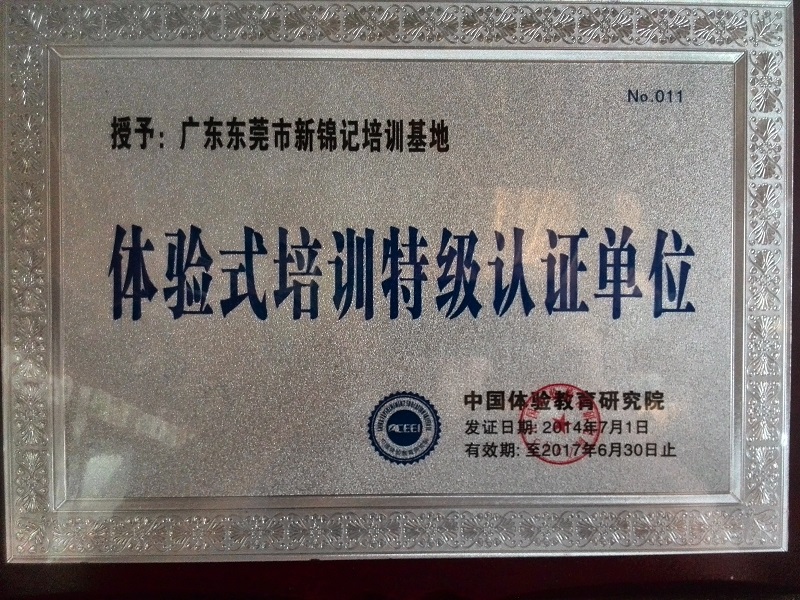 No.011
授予：广东东莞市新锦记培训基地
体验式培训特级认证单位
ACEEI
中国体验教育研究院
发证日期：2014年7月1日
有效期：至2017年6月30日止